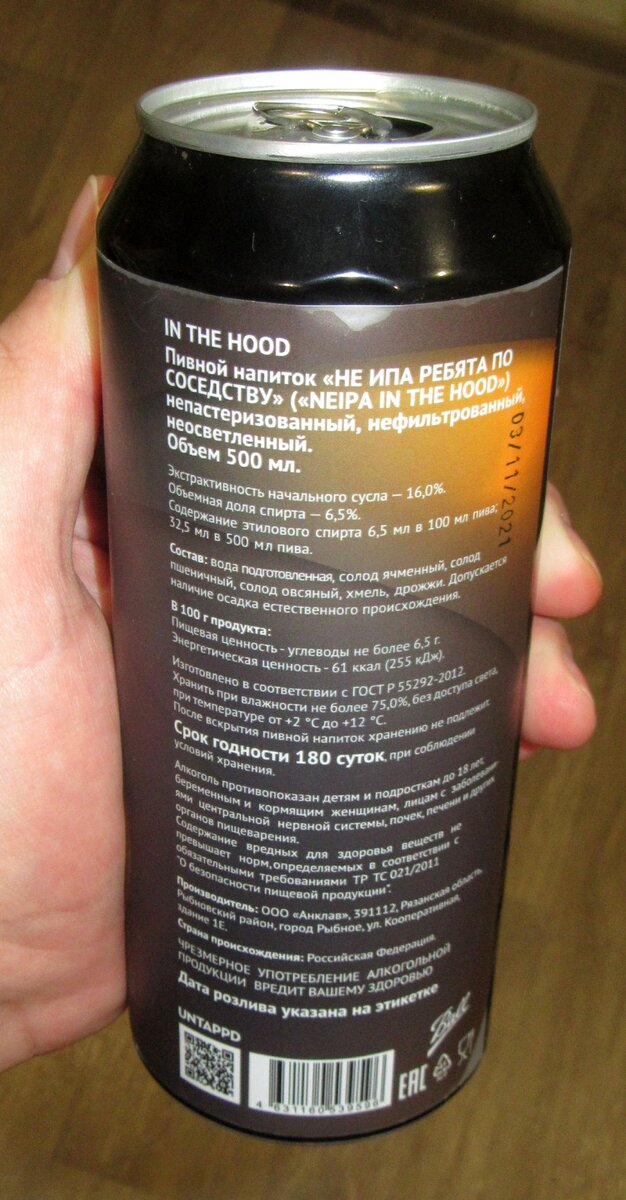 IN THE HOOD
Пивной напиток «НЕ ИПА РЕБЯТА ПО
СОСЕДСТВУ» («NEIPA IN THE HOOD»)
непастеризованный, нефильтрованный,
неосветленный.
Объем 500 мл.
03/11/2021
Экстрактивность начального сусла — 16,0%.
Объемная доля спирта — 6,5%.
Содержание этилового спирта 6,5 мл в 100 мл пива;
32,5 мл в 500 мл пива.
Состав: вода подготовленная, солод ячменный, солод
пшеничный, солод овсяный, хмель, дрожжи. Допускается
наличие осадка естественного происхождения.
В 100 г продукта:
Пищевая ценность - углеводы не более 6,5 г.
Энергетическая ценность - 61 ккал (255 кДж).
Изготовлено в соответствии с ГОСТ Р 55292-2012.
Хранить при влажности не более 75,0%, без доступа света,
при температуре от +2 °С до +12 °С.
После вскрытия пивной напиток хранению не подлежит.
Срок годности 180 суток, при соблюдении
условий хранения.
Алкоголь противопоказан детям и подросткам до 18 лет,
беременным и кормящим женщинам, лицам с заболевани-
ями центральной нервной системы, почек, печени и других
органов пищеварения.
Содержание вредных для здоровья веществ не
превышает норм,определяемых в соответствии с
обязательными требованиями ТР ТС 021/2011
"О безопасности пищевой продукции".
Производитель: ООО «Анклав», 391112, Рязанская область,
Рыбновский район, город Рыбное, ул. Кооперативная,
здание 1Е.
Страна происхождения: Российская Федерация.
ЧРЕЗМЕРНОЕ УПОТРЕБЛЕНИЕ АЛКОГОЛЬНОЙ
ПРОДУКЦИИ ВРЕДИТ ВАШЕМУ ЗДОРОВЬЮ
Дата розлива указана на этикетке
UNTAPPD
Ball
EAC
4 631160 539596